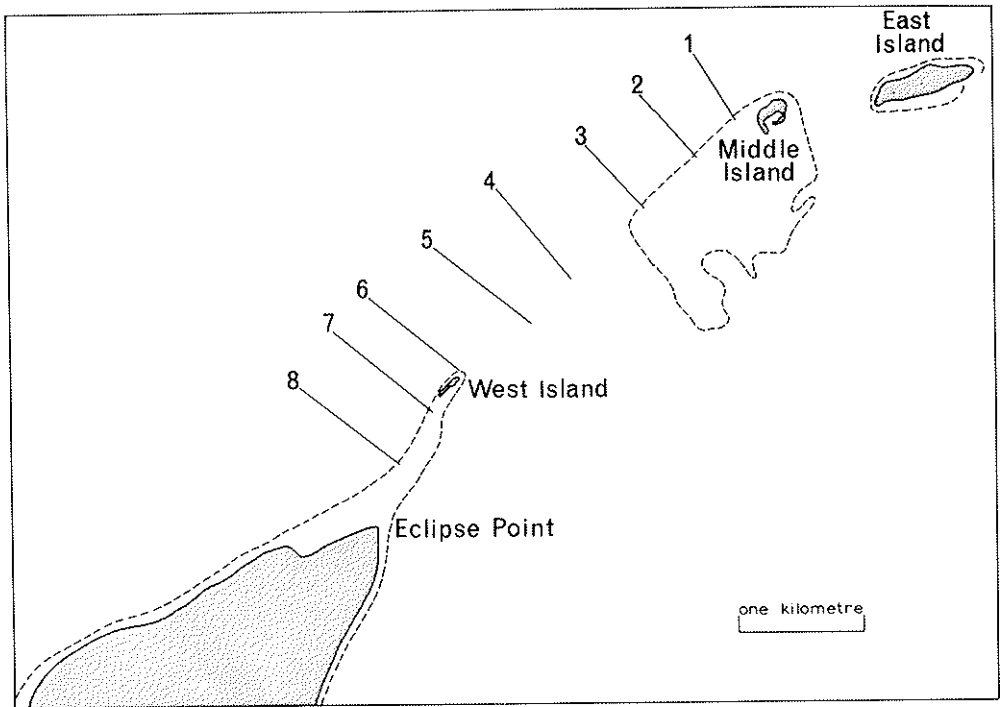 East
Island
1
2
3
Middle
Island
4
5
6
7
8
West Island
Eclipse Point
one kilometre